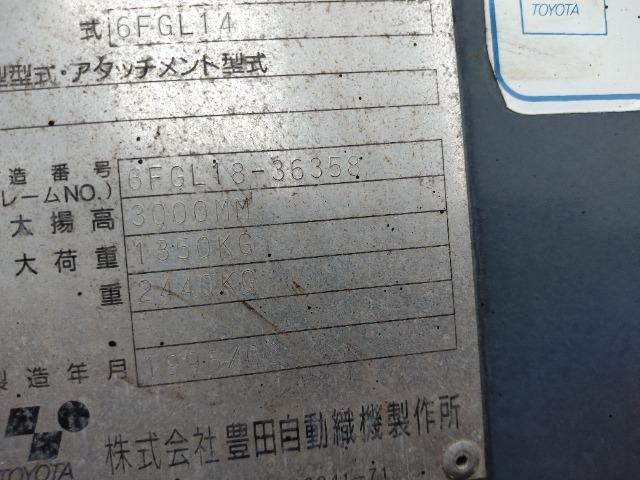 式 6FGL14
TOYOTA
型式・アタッチメント型式
造番号 6FGL18-36358
レームNO.)
大揚高 3000MM
大荷重 1350KG
重 2440KG
製造年月 1995/
TOYOTA
株式会社豊田自動織機製作所